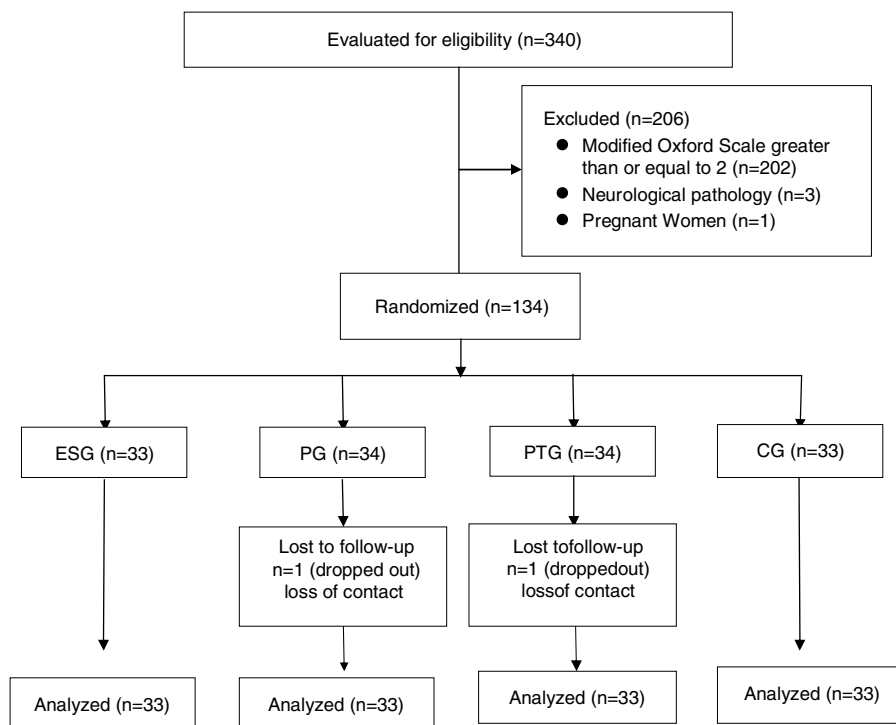 Evaluated for eligibility (n=340)
Excluded (n=206)
● Modified Oxford Scale greater
than or equal to 2 (n=202)
● Neurological pathology (n=3)
● Pregnant Women (n=1)
Randomized (n=134)
ESG (n=33)
PG (n=34)
PTG (n=34)
CG (n=33)
Lost to follow-up
n=1 (dropped out)
loss of contact
Lost tofollow-up
n=1 (droppedout)
lossof contact
Analyzed (n=33)
Analyzed (n=33)
Analyzed (n=33)
Analyzed (n=33)